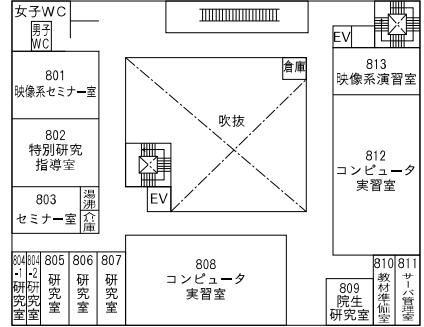 女子WC
男子
WC
EV
801
映像系セミナー室
倉庫
813
映像系演習室
吹抜
802
特別研究
指導室
812
コンピュータ
実習室
803
セミナー室
湯沸
倉庫
EV
804
-1
研究室
804
-2
研究室
805
研究室
806
研究室
807
研究室
808
コンピュータ
実習室
809
院生
研究室
810
教材準備室
811
サーバ管理室